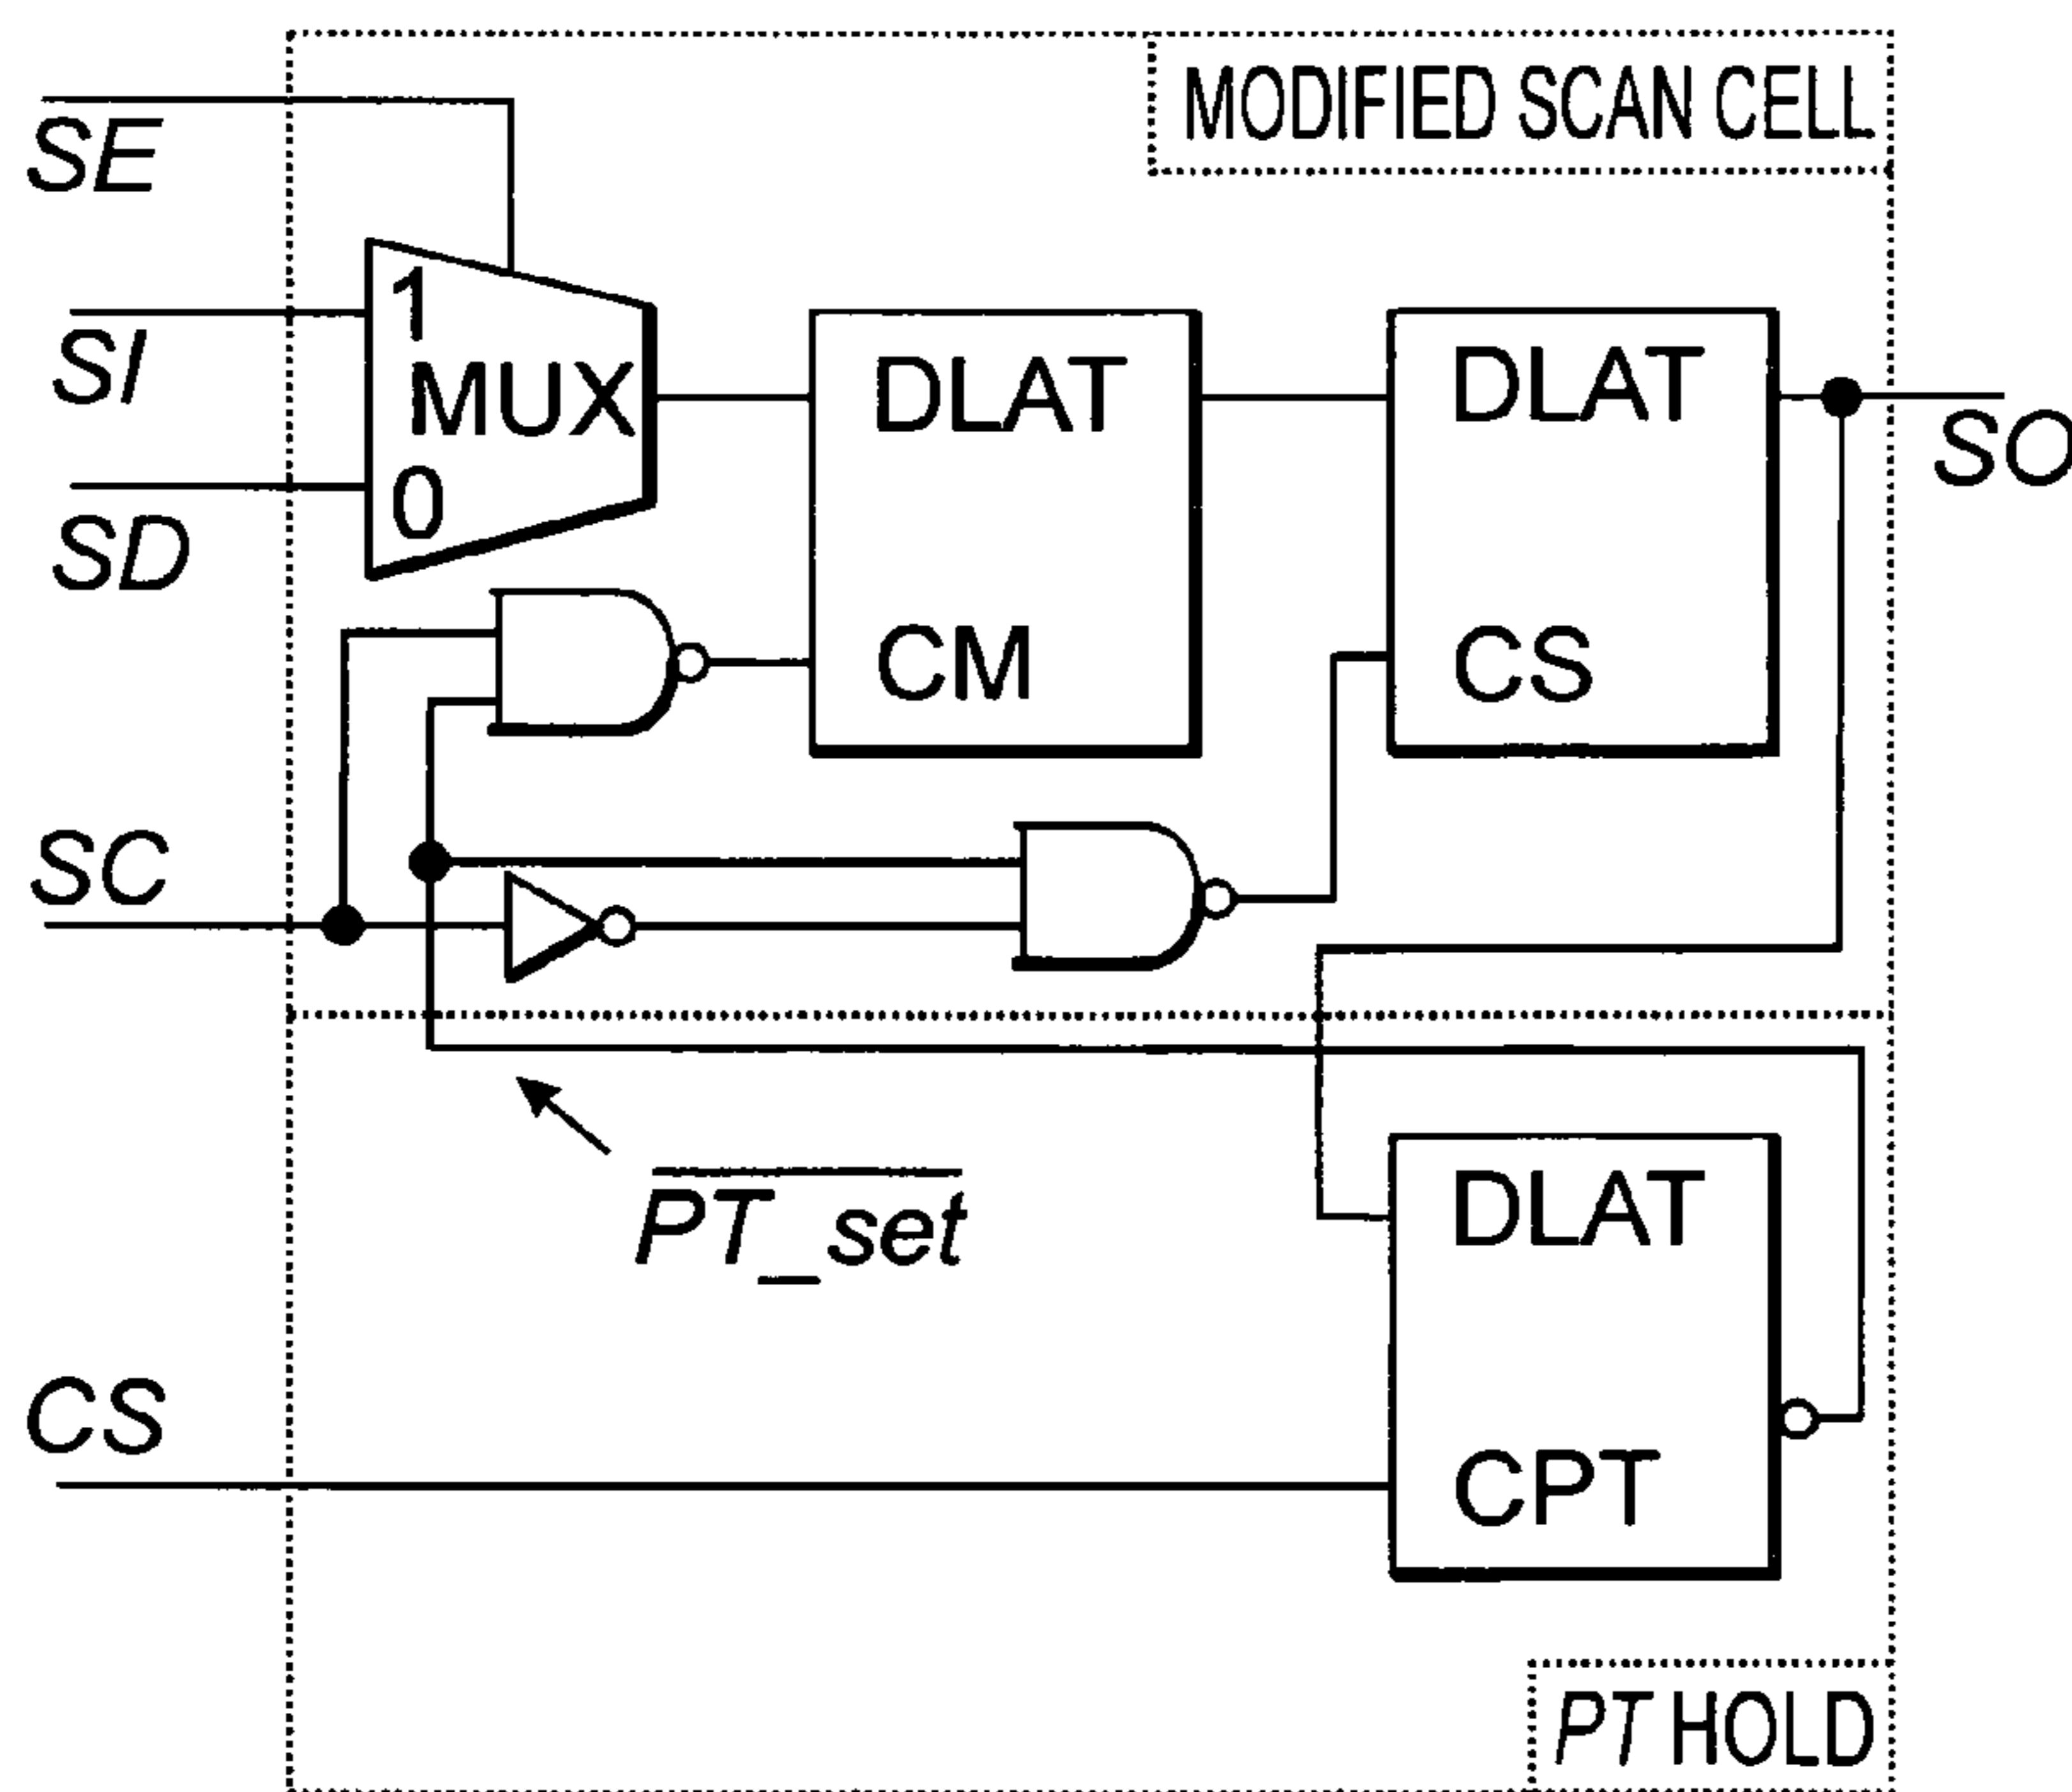 MODIFIED SCAN CELL
SE
1
SI
MUX
DLAT
DLAT
SO
0
SD
CM
CS
SC
PT_set
DLAT
CS
CPT
PT HOLD